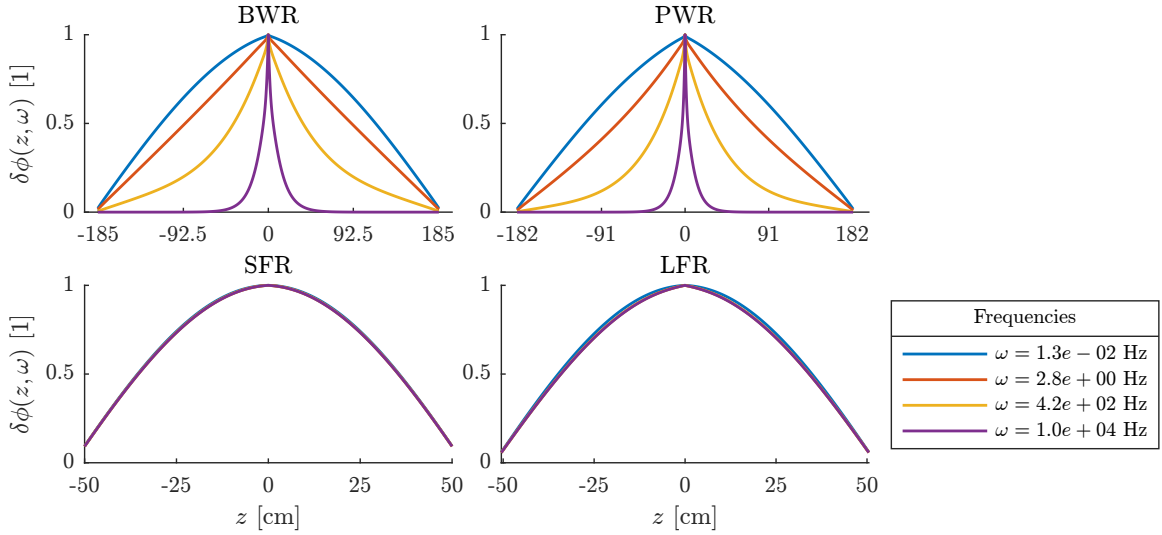 BWR
PWR
δϕ(z, ω) [1]
1
0.5
0
-185 -92.5 0 92.5 185
1
0.5
0
-182 -91 0 91 182
SFR
LFR
δϕ(z, ω) [1]
1
0.5
0
-50 -25 0 25 50
z [cm]
1
0.5
0
-50 -25 0 25 50
z [cm]
Frequencies
ω = 1.3e − 02 Hz
ω = 2.8e + 00 Hz
ω = 4.2e + 02 Hz
ω = 1.0e + 04 Hz